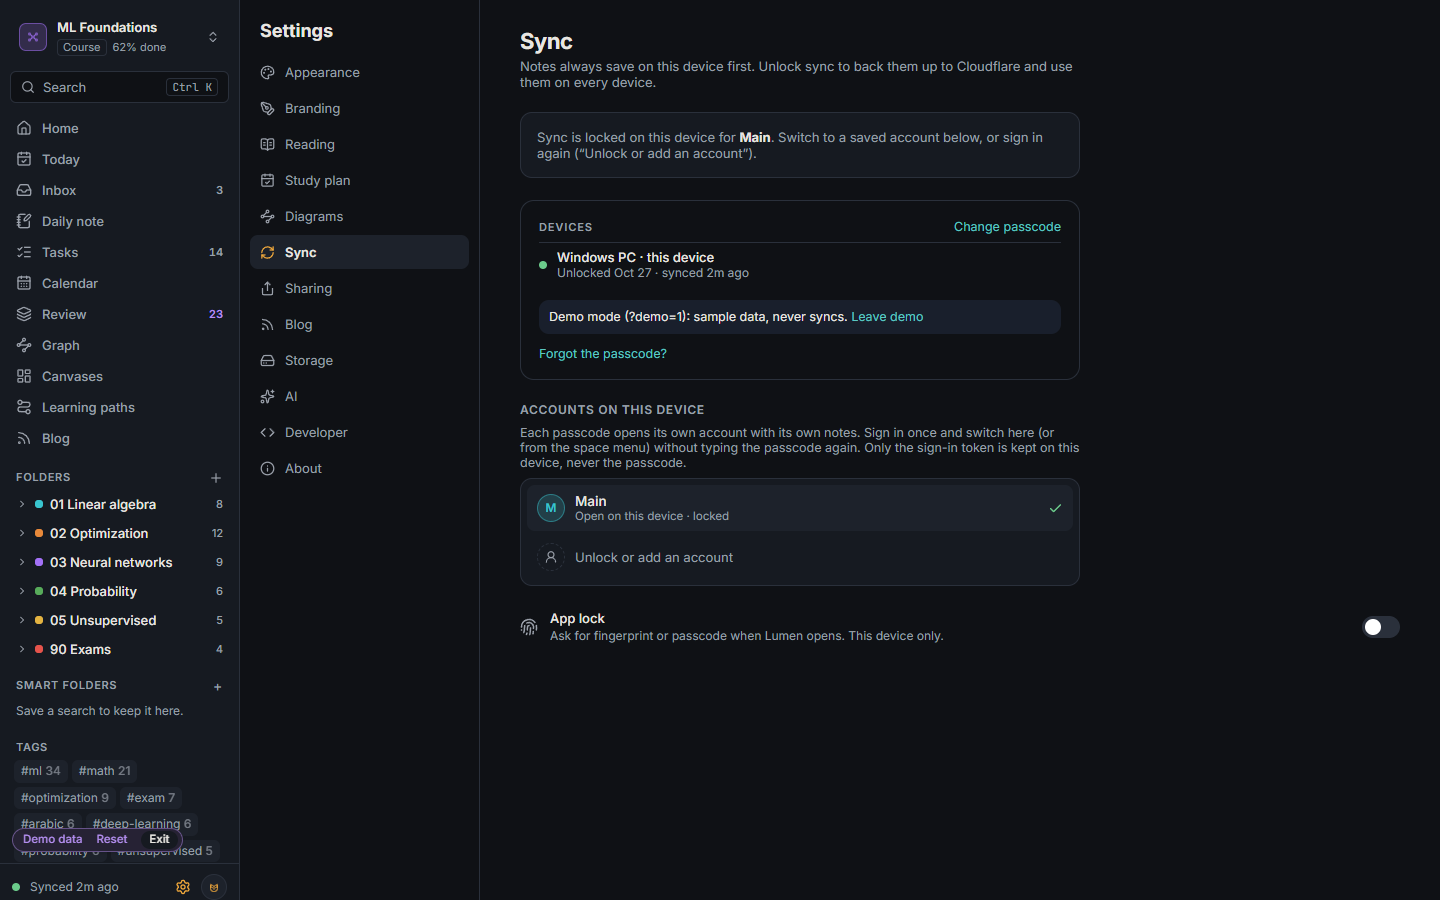 ML Foundations
Course 62% done
Search Ctrl K
Home
Today
Inbox 3
Daily note
Tasks 14
Calendar
Review 23
Graph
Canvases
Learning paths
Blog
FOLDERS
01 Linear algebra 8
02 Optimization 12
03 Neural networks 9
04 Probability 6
05 Unsupervised 5
90 Exams 4
SMART FOLDERS
Save a search to keep it here.
TAGS
#ml 34 #math 21
#optimization 9 #exam 7
#arabic 6 #deep-learning 6
Demo data Reset Exit
#probability #unsupervised 5
Synced 2m ago
Settings
Appearance
Branding
Reading
Study plan
Diagrams
Sync
Sharing
Blog
Storage
AI
Developer
About
Sync
Notes always save on this device first. Unlock sync to back them up to Cloudflare and use
them on every device.
Sync is locked on this device for Main. Switch to a saved account below, or sign in
again (“Unlock or add an account”).
DEVICES Change passcode
Windows PC · this device
Unlocked Oct 27 · synced 2m ago
Demo mode (?demo=1): sample data, never syncs. Leave demo
Forgot the passcode?
ACCOUNTS ON THIS DEVICE
Each passcode opens its own account with its own notes. Sign in once and switch here (or
from the space menu) without typing the passcode again. Only the sign-in token is kept on this
device, never the passcode.
M Main
Open on this device · locked
Unlock or add an account
App lock
Ask for fingerprint or passcode when Lumen opens. This device only.